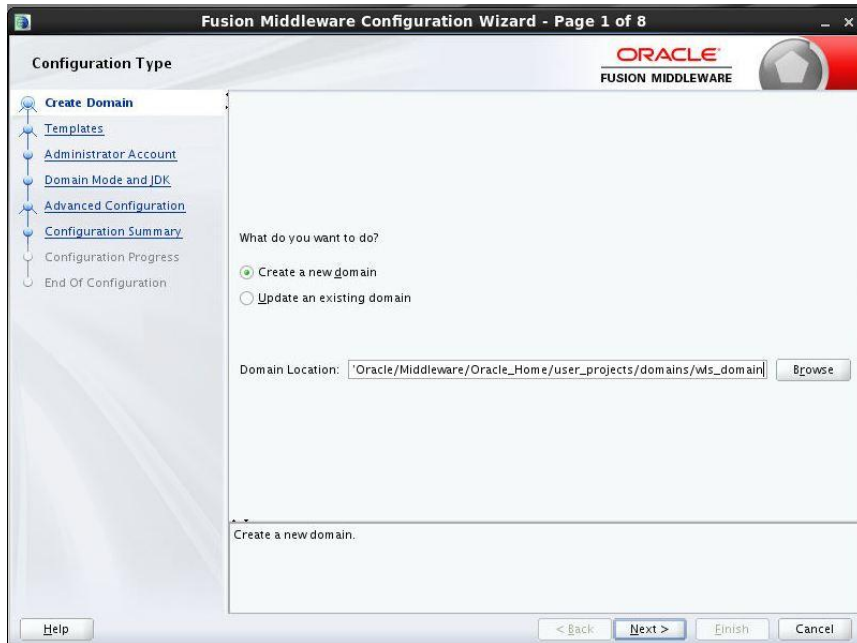 Fusion Middleware Configuration Wizard - Page 1 of 8
Configuration Type
ORACLE
FUSION MIDDLEWARE
Create Domain
Templates
Administrator Account
Domain Mode and JDK
Advanced Configuration
Configuration Summary
Configuration Progress
End Of Configuration
What do you want to do?
Create a new domain
Update an existing domain
Domain Location: 'Oracle/Middleware/Oracle_Home/user_projects/domains/wls_domain Browse
Create a new domain.
Help < Back Next > Finish Cancel